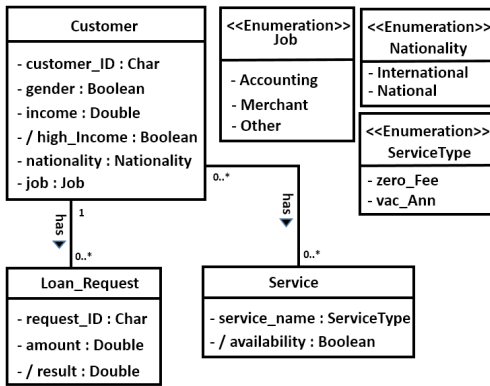 Customer
- customer_ID : Char
- gender : Boolean
- income : Double
- / high_Income : Boolean
- nationality : Nationality
- job : Job
<<Enumeration>>
Job
- Accounting
- Merchant
- Other
<<Enumeration>>
Nationality
- International
- National
<<Enumeration>>
ServiceType
- zero_Fee
- vac_Ann
1
has
0..*
0..*
has
0..*
Loan_Request
- request_ID : Char
- amount : Double
- / result : Double
Service
- service_name : ServiceType
- / availability : Boolean